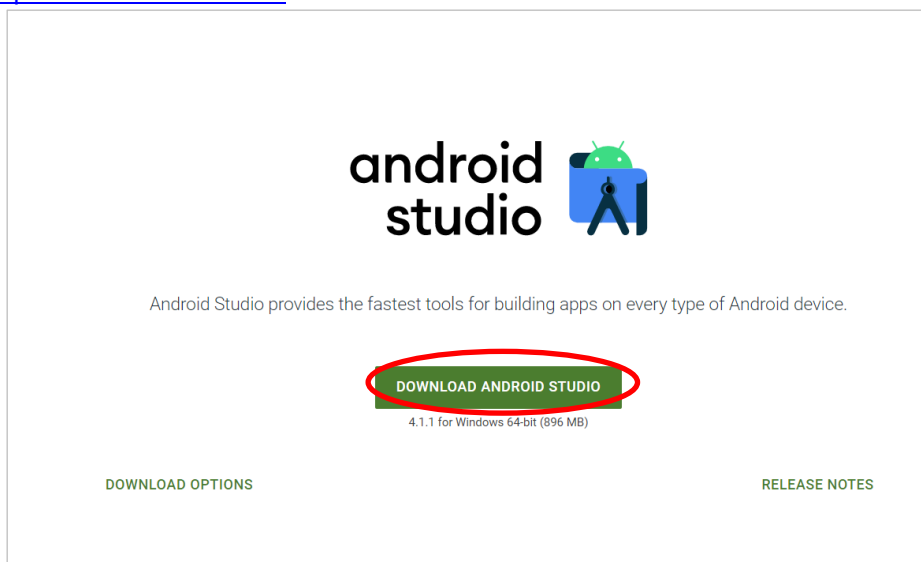 android
studio
Android Studio provides the fastest tools for building apps on every type of Android device.
DOWNLOAD ANDROID STUDIO
4.1.1 for Windows 64-bit (896 MB)
DOWNLOAD OPTIONS
RELEASE NOTES